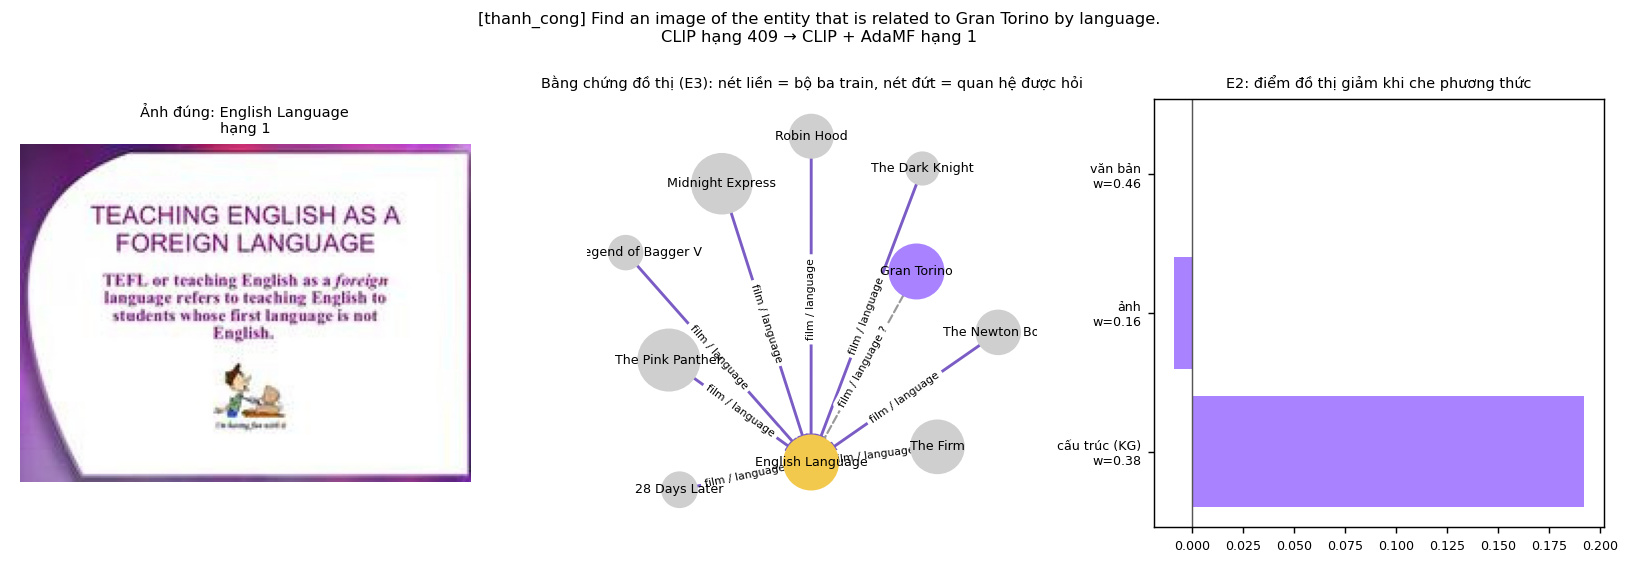 [thanh_cong] Find an image of the entity that is related to Gran Torino by language.
CLIP hạng 409 → CLIP + AdaMF hạng 1
Ảnh đúng: English Language
hạng 1
TEACHING ENGLISH AS A
FOREIGN LANGUAGE
TEFL or teaching English as a foreign
language refers to teaching English to
students whose first language is not
English.
I'm having fun with it
Bằng chứng đồ thị (E3): nét liền = bộ ba train, nét đứt = quan hệ được hỏi
Robin Hood
The Dark Knight
Midnight Express
egend of Bagger V
Gran Torino
The Newton Bo
The Pink Panther
The Firm
English Language
28 Days Later
film / language
film / language
film / language
film / language
film / language ?
film / language
film / language
film / language
film / language
E2: điểm đồ thị giảm khi che phương thức
văn bản
w=0.46
ảnh
w=0.16
cấu trúc (KG)
w=0.38
0.000 0.025 0.050 0.075 0.100 0.125 0.150 0.175 0.200